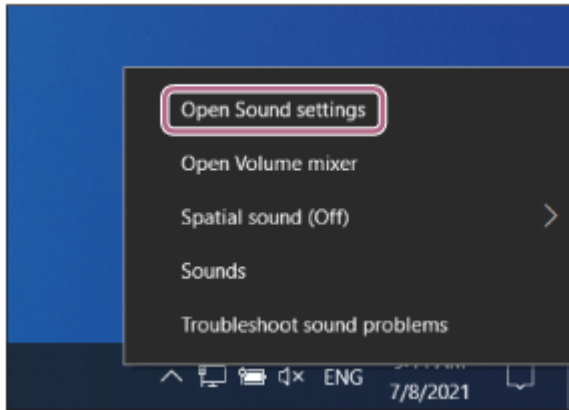 Open Sound settings
Open Volume mixer
Spatial sound (Off)
Sounds
Troubleshoot sound problems
ENG
7/8/2021